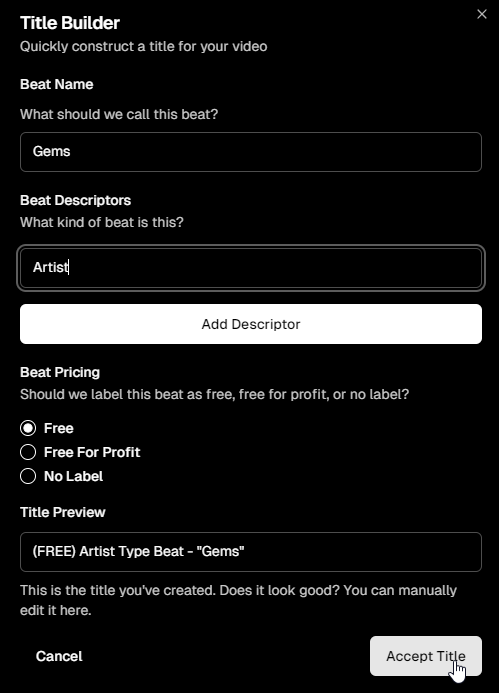 Title Builder
Quickly construct a title for your video
Beat Name
What should we call this beat?
Gems
Beat Descriptors
What kind of beat is this?
Artist
Add Descriptor
Beat Pricing
Should we label this beat as free, free for profit, or no label?
Free
Free For Profit
No Label
Title Preview
(FREE) Artist Type Beat - "Gems"
This is the title you've created. Does it look good? You can manually
edit it here.
Cancel
Accept Title